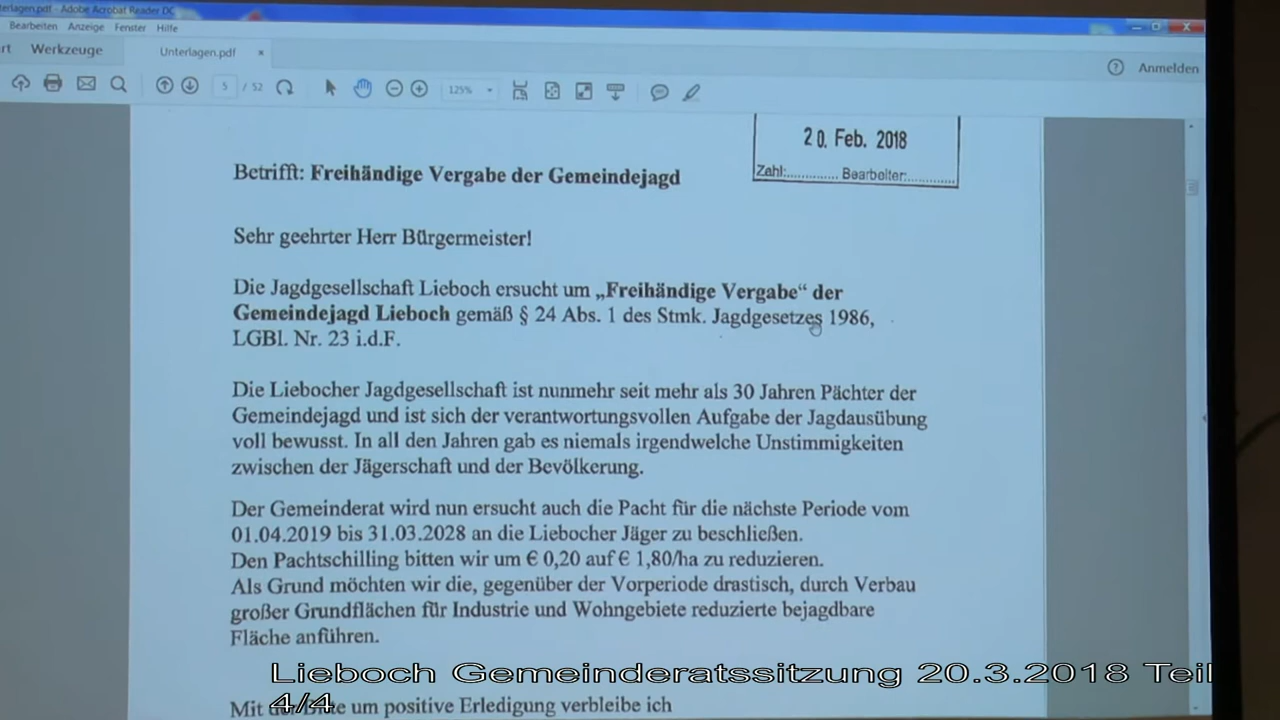 terlagen.pdf - Adobe Acrobat Reader DC
Bearbeiten Anzeige Fenster Hilfe
rt Werkzeuge Unterlagen.pdf ×
5 / 52 125% Anmelden
20. Feb. 2018
Zahl:............. Bearbeiter:............
Betrifft: Freihändige Vergabe der Gemeindejagd
Sehr geehrter Herr Bürgermeister!
Die Jagdgesellschaft Lieboch ersucht um „Freihändige Vergabe“ der
Gemeindejagd Lieboch gemäß § 24 Abs. 1 des Stmk. Jagdgesetzes 1986,
LGBl. Nr. 23 i.d.F.
Die Liebocher Jagdgesellschaft ist nunmehr seit mehr als 30 Jahren Pächter der
Gemeindejagd und ist sich der verantwortungsvollen Aufgabe der Jagdausübung
voll bewusst. In all den Jahren gab es niemals irgendwelche Unstimmigkeiten
zwischen der Jägerschaft und der Bevölkerung.
Der Gemeinderat wird nun ersucht auch die Pacht für die nächste Periode vom
01.04.2019 bis 31.03.2028 an die Liebocher Jäger zu beschließen.
Den Pachtschilling bitten wir um € 0,20 auf € 1,80/ha zu reduzieren.
Als Grund möchten wir die, gegenüber der Vorperiode drastisch, durch Verbau
großer Grundflächen für Industrie und Wohngebiete reduzierte bejagdbare
Fläche anführen.
Lieboch Gemeinderatssitzung 20.3.2018 Teil
4/4
Mit um positive Erledigung verbleibe ich